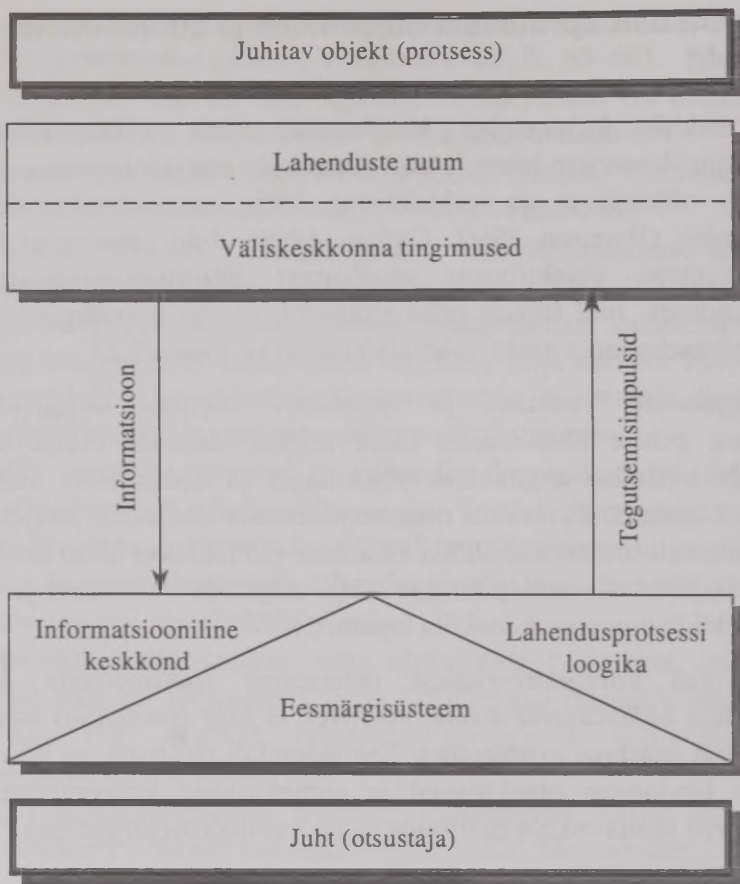 Juhitav objekt (protsess)
Lahenduste ruum
Väliskeskkonna tingimused
Informatsioon
Tegutsemisimpulsid
Informatsiooniline
keskkond
Lahendusprotsessi
loogika
Eesmärgisüsteem
Juht (otsustaja)